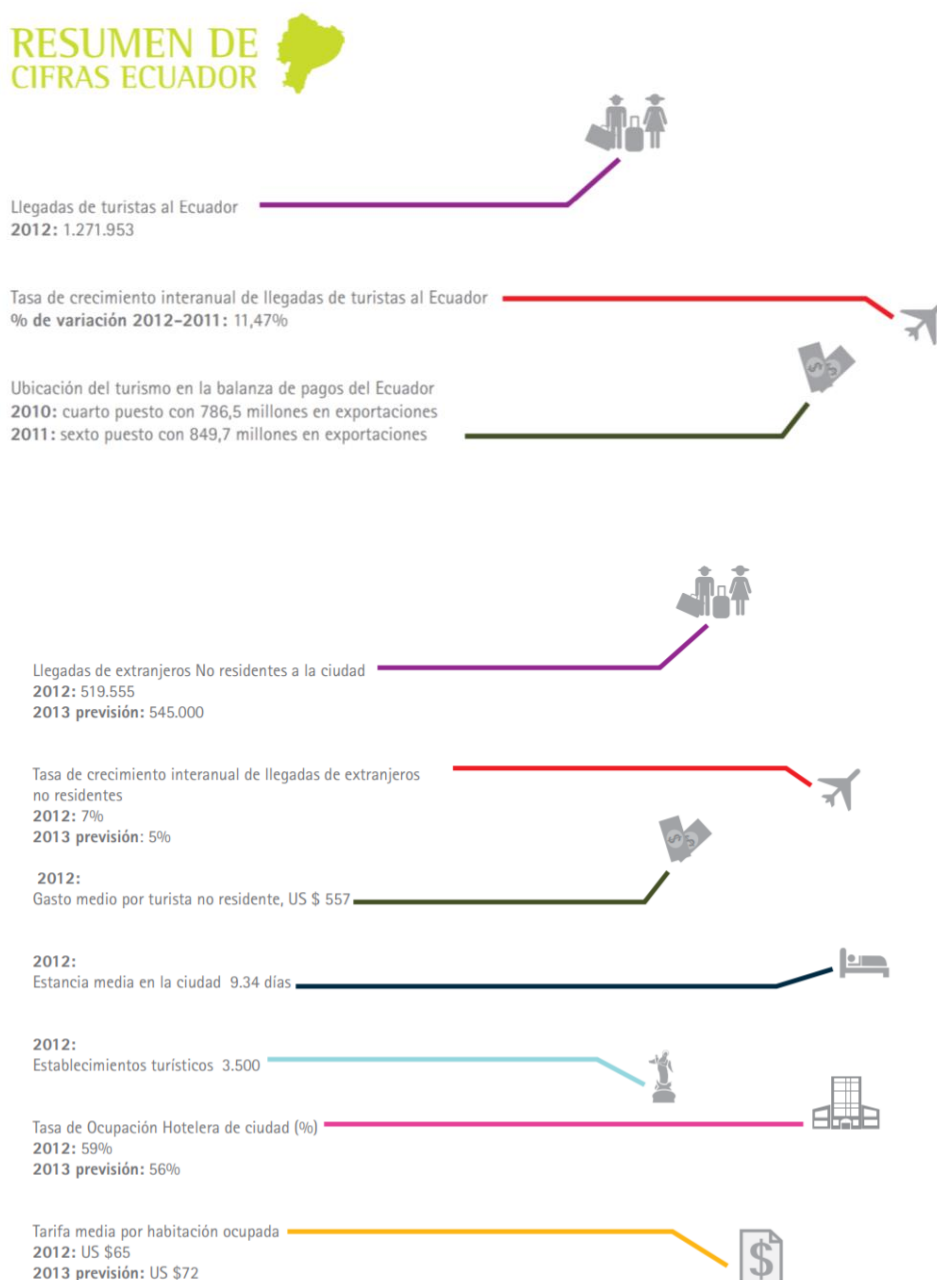 RESUMEN DE
CIFRAS ECUADOR
Llegadas de turistas al Ecuador
2012: 1.271.953
Tasa de crecimiento interanual de llegadas de turistas al Ecuador
% de variación 2012-2011: 11,47%
Ubicación del turismo en la balanza de pagos del Ecuador
2010: cuarto puesto con 786,5 millones en exportaciones
2011: sexto puesto con 849,7 millones en exportaciones
Llegadas de extranjeros No residentes a la ciudad
2012: 519.555
2013 previsión: 545.000
Tasa de crecimiento interanual de llegadas de extranjeros
no residentes
2012: 7%
2013 previsión: 5%
2012:
Gasto medio por turista no residente, US $ 557
2012:
Estancia media en la ciudad 9.34 días
2012:
Establecimientos turísticos 3.500
Tasa de Ocupación Hotelera de ciudad (%)
2012: 59%
2013 previsión: 56%
Tarifa media por habitación ocupada
2012: US $65
2013 previsión: US $72